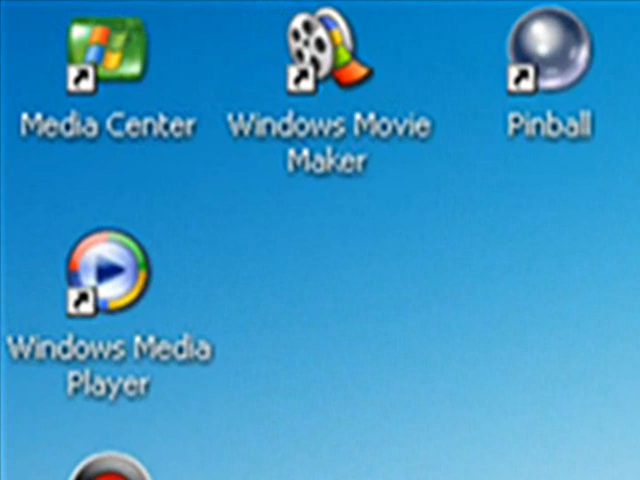 Media Center
Windows Movie
Maker
Pinball
Windows Media
Player